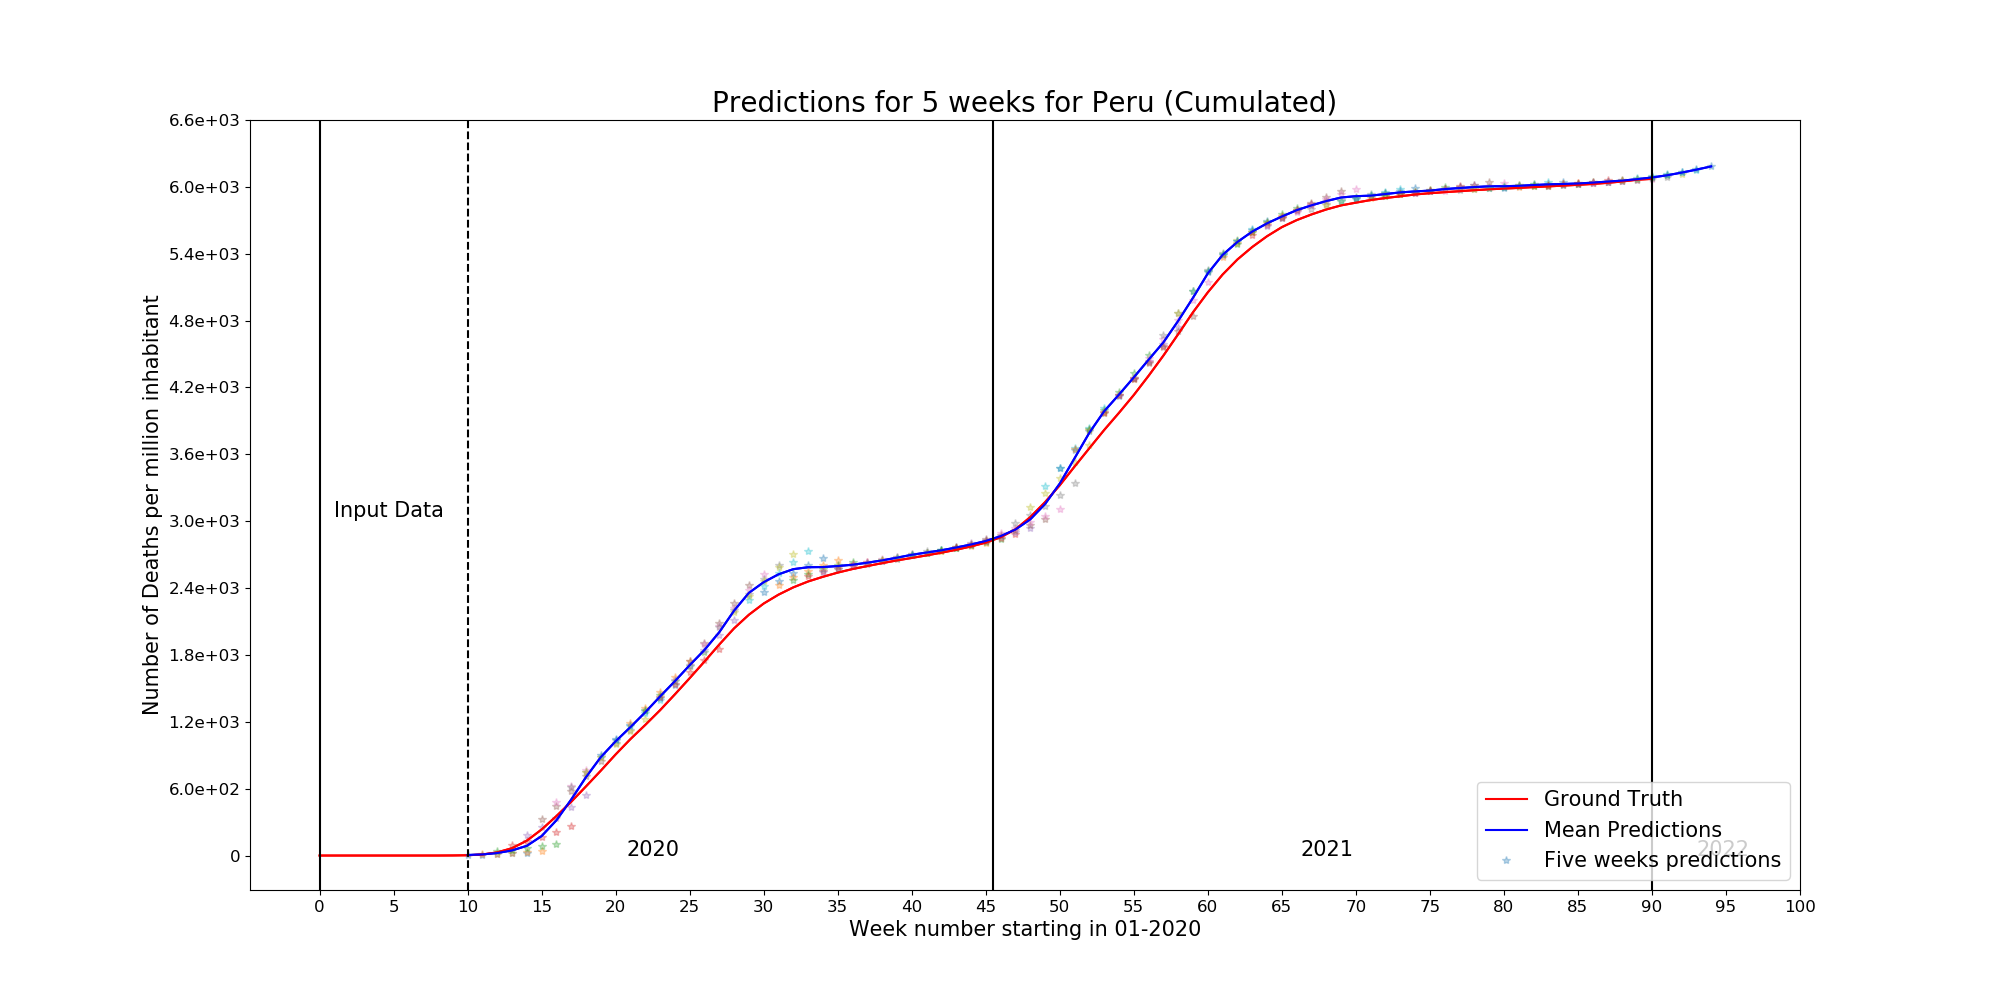 Predictions for 5 weeks for Peru (Cumulated)
6.6e+03
6.0e+03
5.4e+03
4.8e+03
4.2e+03
3.6e+03
3.0e+03
2.4e+03
1.8e+03
1.2e+03
6.0e+02
0
Number of Deaths per million inhabitant
Input Data
2020
2021
2022
Ground Truth
Mean Predictions
Five weeks predictions
0 5 10 15 20 25 30 35 40 45 50 55 60 65 70 75 80 85 90 95 100
Week number starting in 01-2020